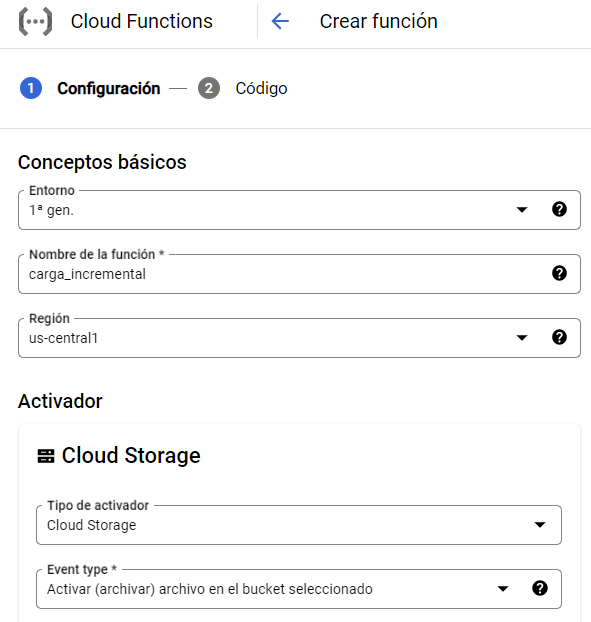 Cloud Functions
Crear función
1 Configuración
2 Código
Conceptos básicos
Entorno
1ª gen.
Nombre de la función *
carga_incremental
Región
us-central1
Activador
Cloud Storage
Tipo de activador
Cloud Storage
Event type *
Activar (archivar) archivo en el bucket seleccionado